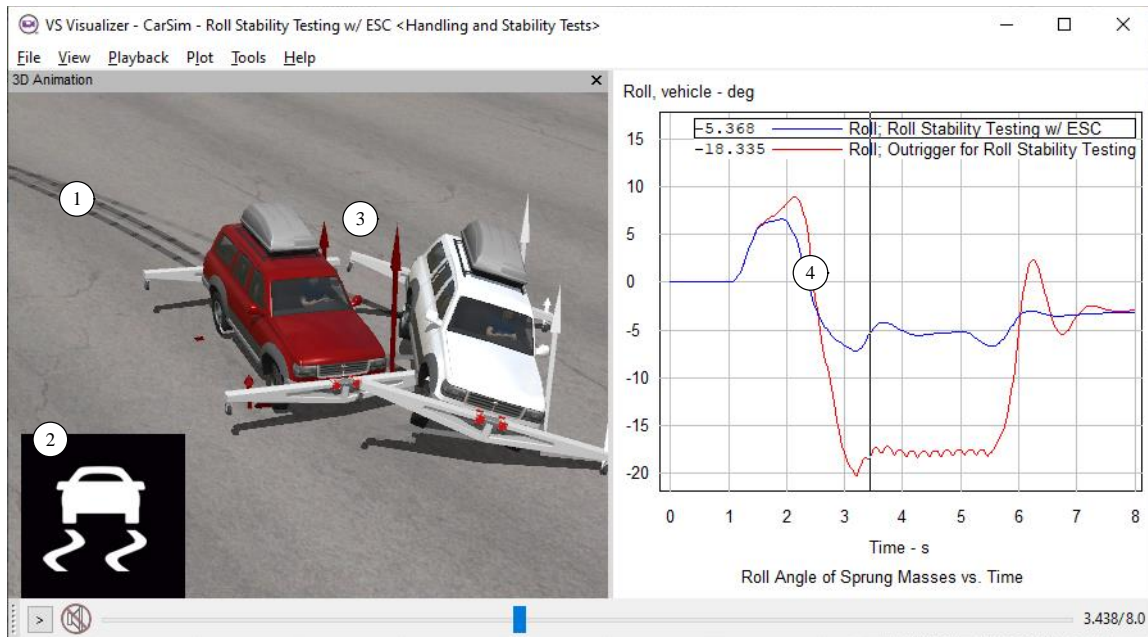 VS Visualizer - CarSim - Roll Stability Testing w/ ESC <Handling and Stability Tests>
File View Playback Plot Tools Help
3D Animation
1
2
3
Roll, vehicle - deg
-5.368 Roll; Roll Stability Testing w/ ESC
-18.335 Roll; Outrigger for Roll Stability Testing
15
10
5
0
-5
-10
-15
-20
4
0 1 2 3 4 5 6 7 8
Time - s
Roll Angle of Sprung Masses vs. Time
> 3.438/8.0